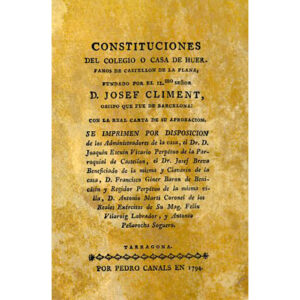 CONSTITUCIONES
DEL COLEGIO O CASA DE HUER-
FANOS DE CASTELLON DE LA PLANA;
FUNDADO POR EL IL.mo SEÑOR
D. JOSEF CLIMENT,
OBISPO QUE FUE DE BARCELONA:
CON LA REAL CARTA DE SU APROBACION.
SE IMPRIMEN POR DISPOSICION
de los Administradores de la casa, el Dr. D.
Joaquin Escuin Vicario Perpétuo de la Par-
roquial de Castellon, el Dr. Josef Breva
Beneficiado de la misma y Clavario de la
casa, D. Francisco Giner Baron de Beni-
y Regidor Perpétuo de la misma vi-
lla, D. Antonio Martí Coronel de los
Reales Exércitos de Su Mag. Felix
Vilaroig Labrador, y Antonio
Peñarocha Soguero.
TARRAGONA.
POR PEDRO CANALS EN 1794.